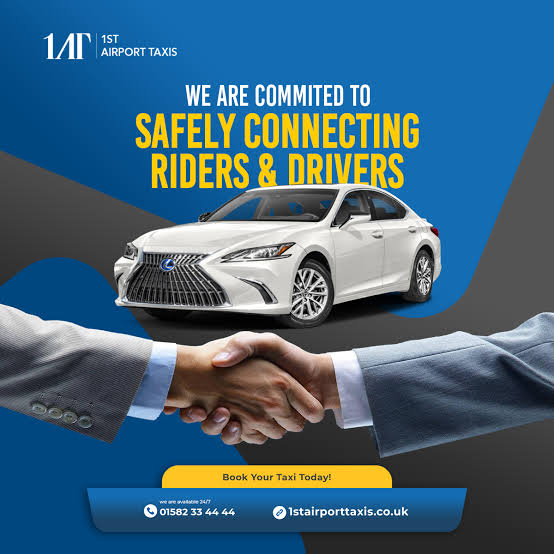 1AT
1ST
AIRPORT TAXIS
WE ARE COMMITED TO
SAFELY CONNECTING
RIDERS & DRIVERS
Book Your Taxi Today!
we are available 24/7
01582 33 44 44
1stairporttaxis.co.uk